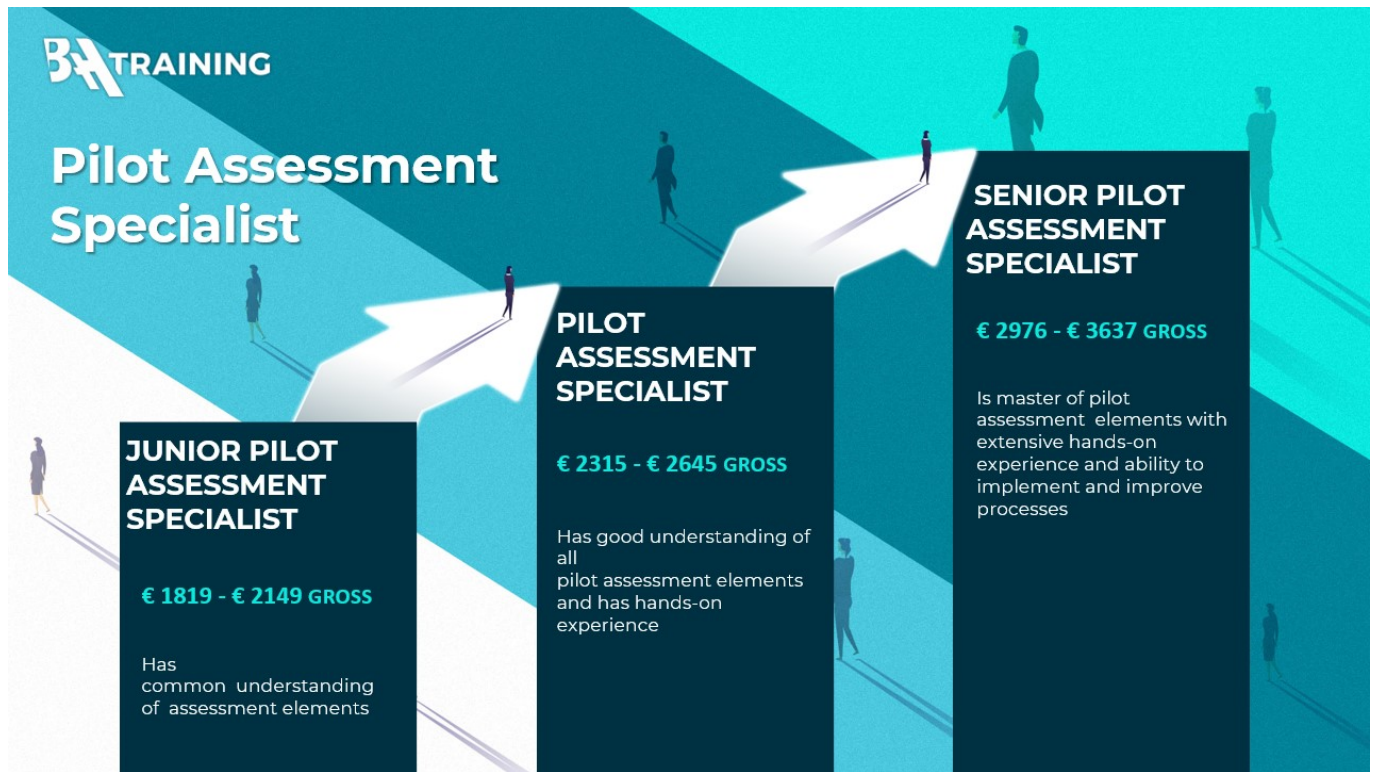 BAA TRAINING
Pilot Assessment
Specialist
JUNIOR PILOT
ASSESSMENT
SPECIALIST
€ 1819 - € 2149 GROSS
Has
common understanding
of assessment elements
PILOT
ASSESSMENT
SPECIALIST
€ 2315 - € 2645 GROSS
Has good understanding of
all
pilot assessment elements
and has hands-on
experience
SENIOR PILOT
ASSESSMENT
SPECIALIST
€ 2976 - € 3637 GROSS
Is master of pilot
assessment elements with
extensive hands-on
experience and ability to
implement and improve
processes